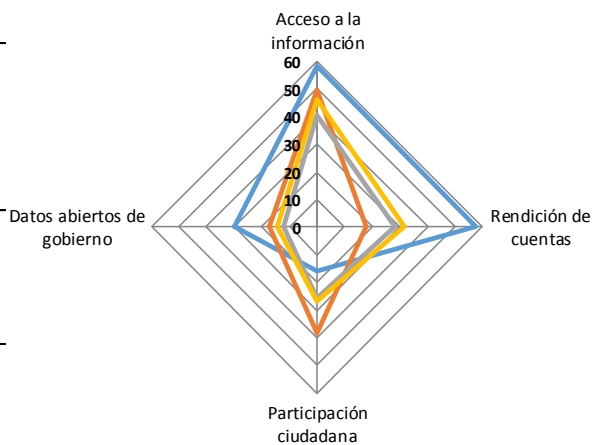 Acceso a la
información
60
50
40
30
20
10
0
Datos abiertos de
gobierno
Rendición de
cuentas
Participación
ciudadana